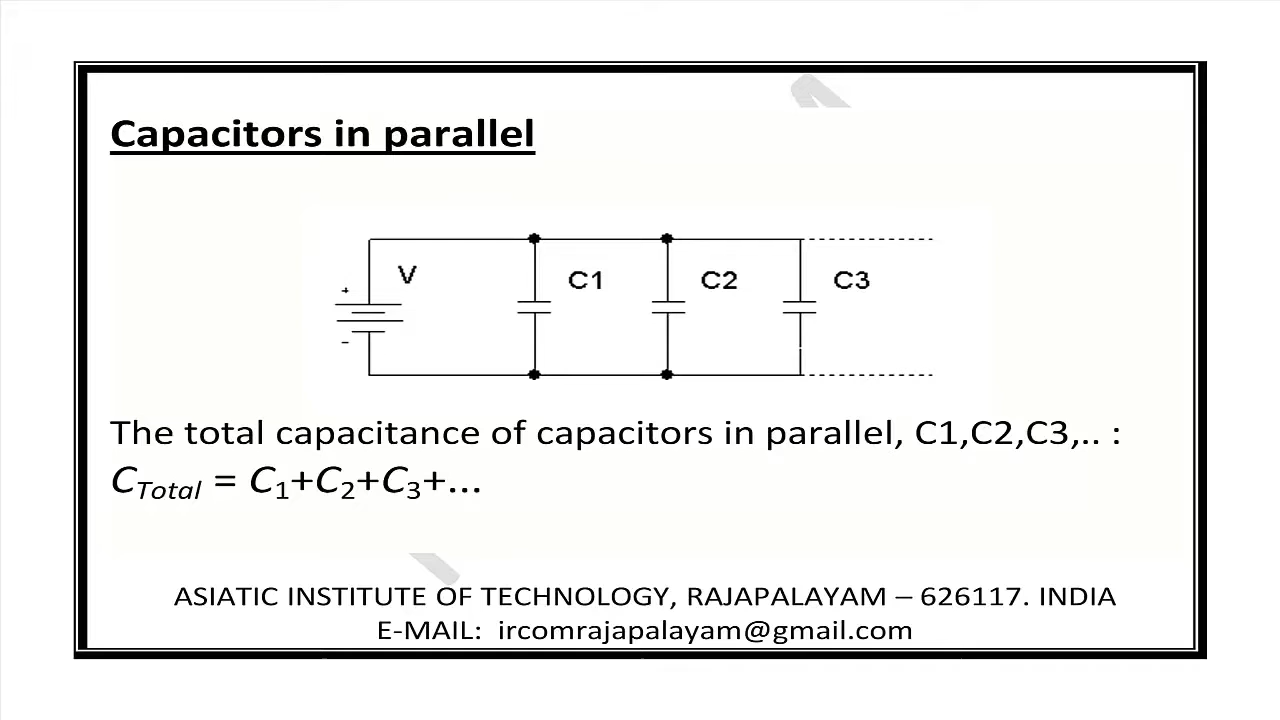 Capacitors in parallel
V
C1
C2
C3
+
-
The total capacitance of capacitors in parallel, C1,C2,C3,.. :
C_Total = C₁+C₂+C₃+...
ASIATIC INSTITUTE OF TECHNOLOGY, RAJAPALAYAM – 626117. INDIA
E-MAIL: ircomrajapalayam@gmail.com